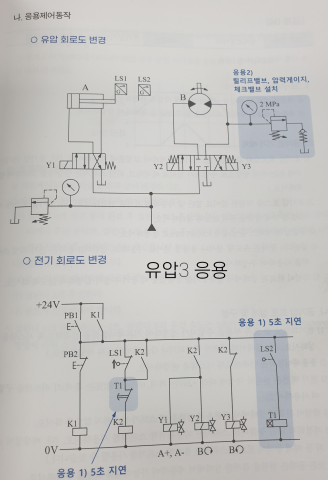 나. 응용제어동작
○ 유압 회로도 변경
응용2)
릴리프밸브, 압력게이지,
체크밸브 설치
LS1 LS2
A
B
2 MPa
Y1
Y2
Y3
○ 전기 회로도 변경
유압3 응용
+24V
PB1 K1
응용 1) 5초 지연
PB2 LS1 K2 K2 K2 LS2
T1
K1 K2 Y1 Y2 Y3 T1
0V
A+, A- B B
응용 1) 5초 지연